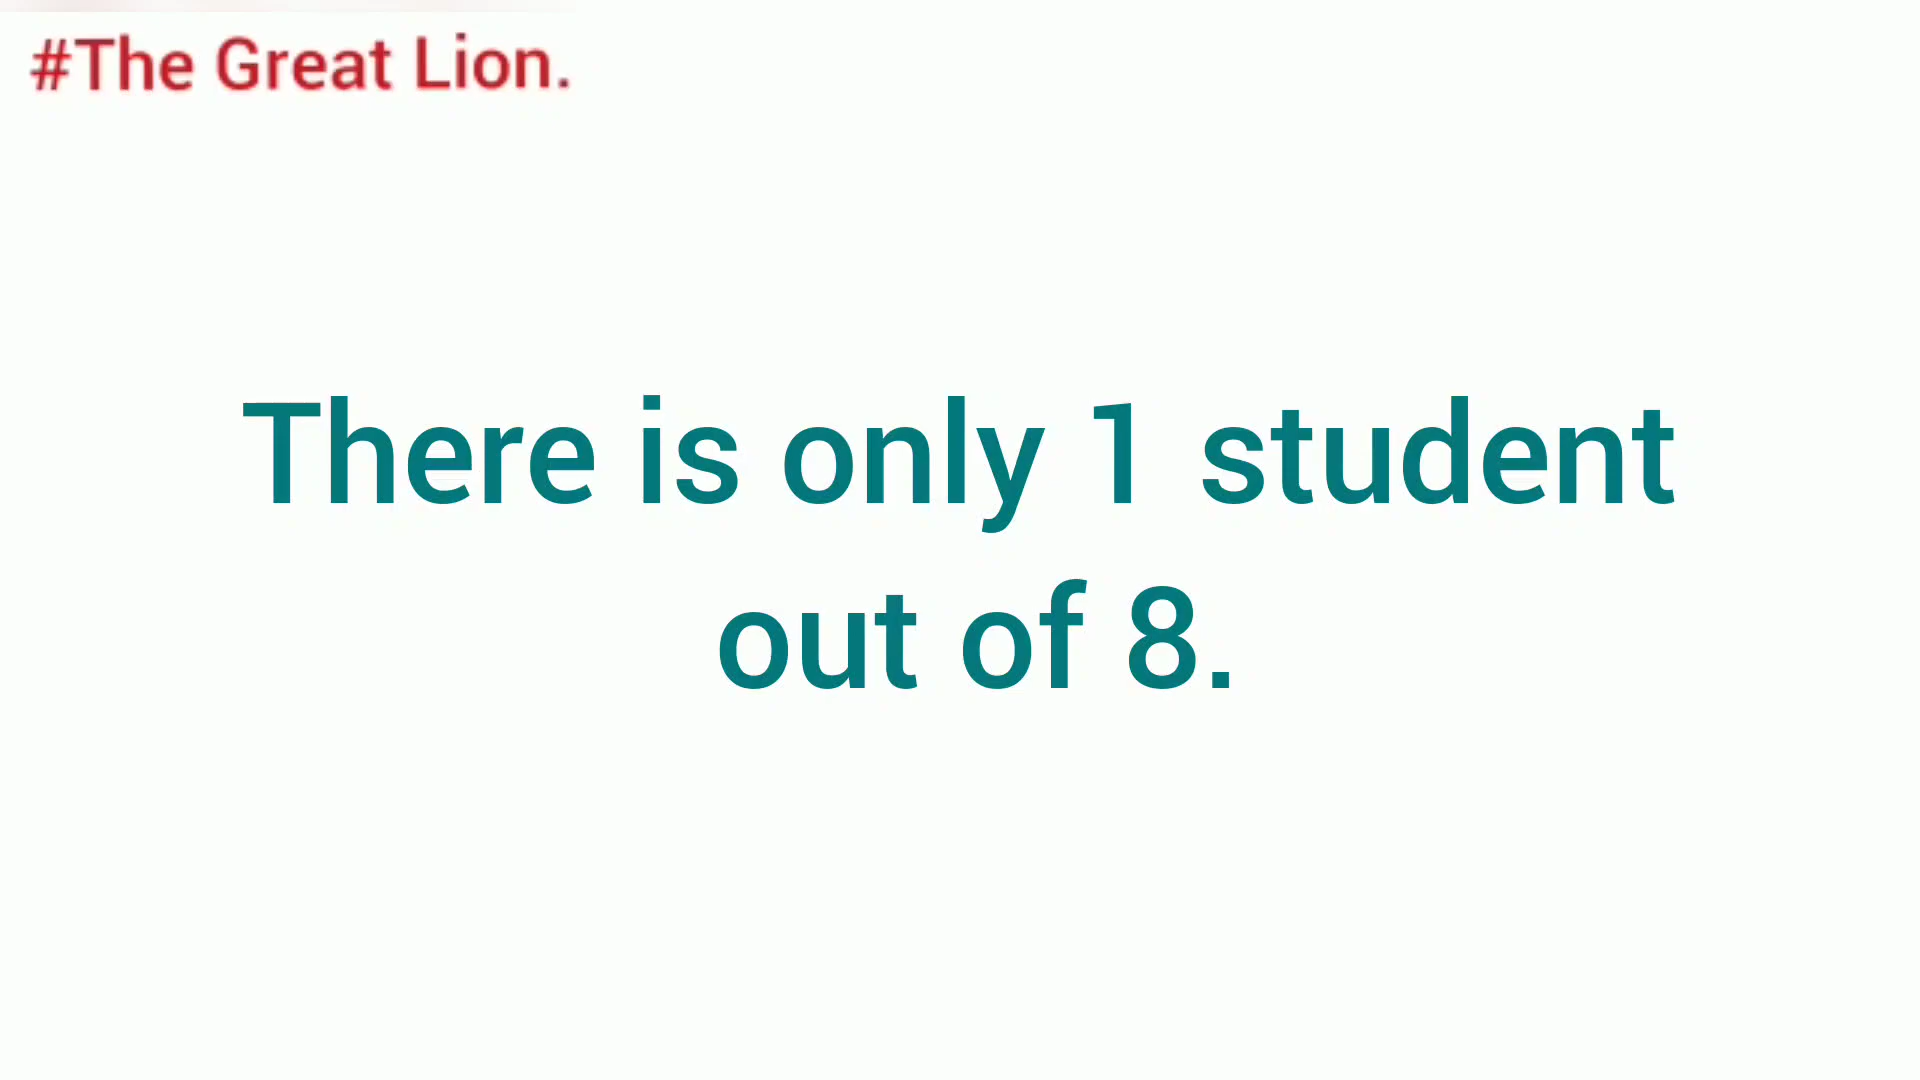 #The Great Lion.
There is only 1 student
out of 8.